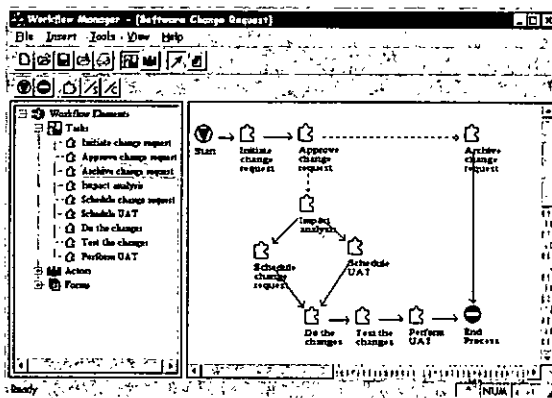 Workflow Manager - [Software Change Request]
File Insert Tools View Help
Workflow Elements
Tasks
Initiate change request
Approve change request
Archive change request
Impact analysis
Schedule change request
Schedule UAT
Do the changes
Test the changes
Perform UAT
Actors
Forms
Start
Initiate
change
request
Approve
change
request
Archive
change
request
Impact
analysis
Schedule
change
request
Schedule
UAT
Do the
changes
Test the
changes
Perform
UAT
End
Process
Ready
NUM